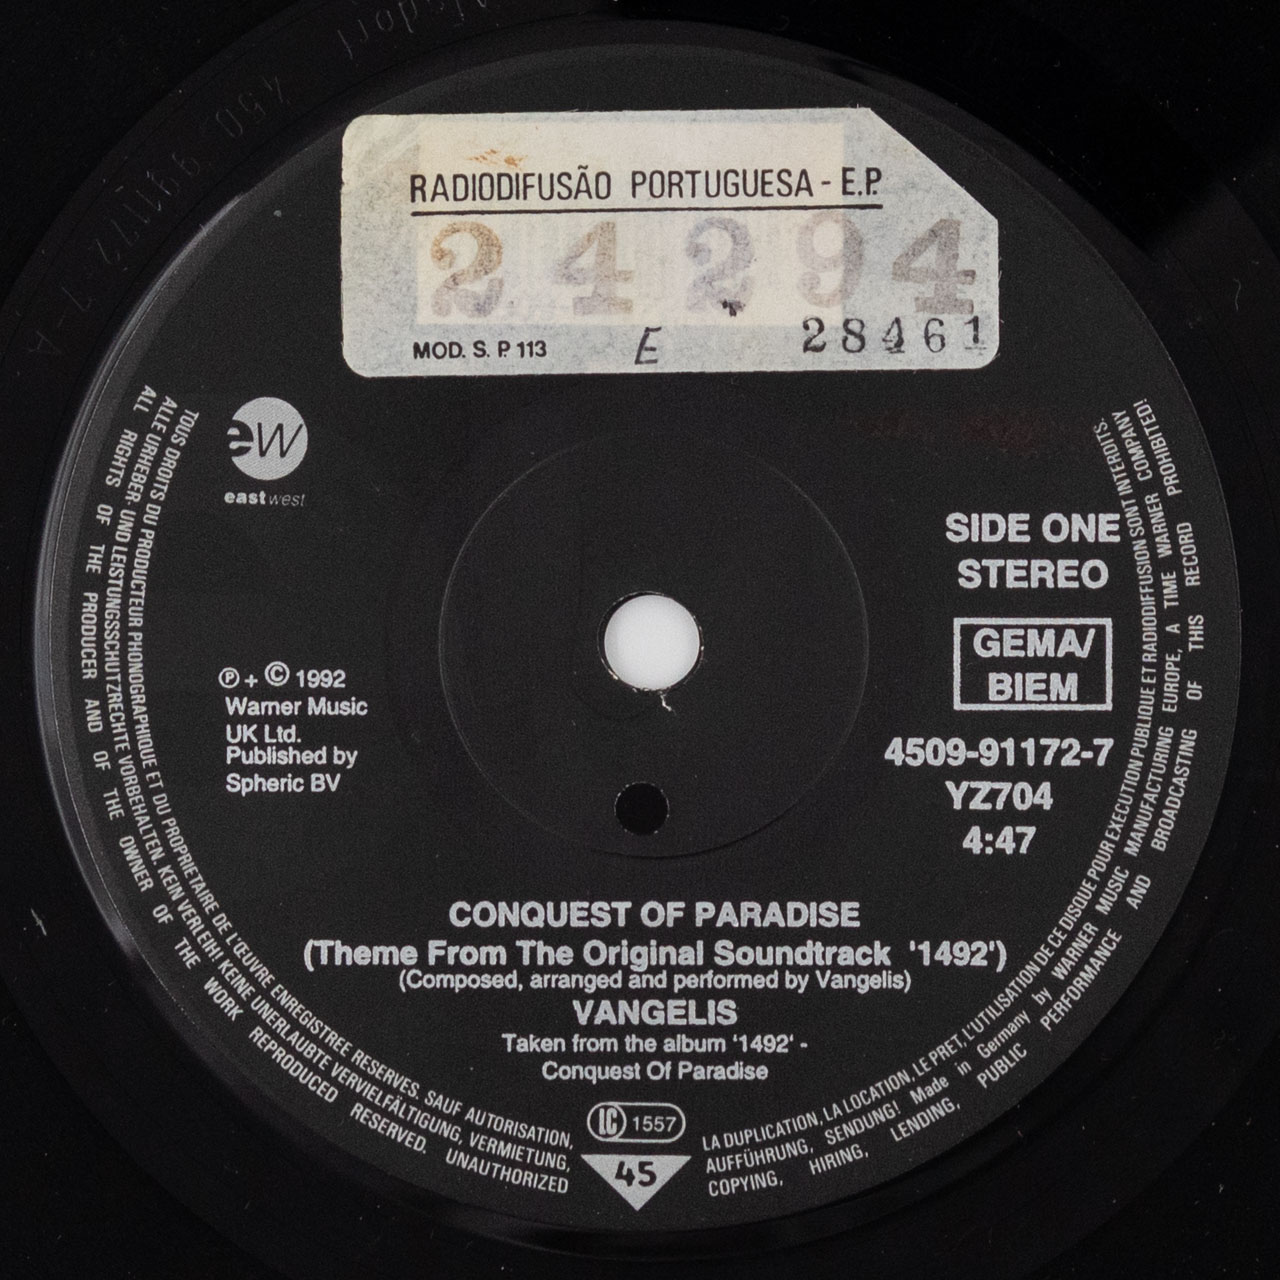 RADIODIFUSÃO PORTUGUESA - E.P.
2 4 2 9 4
MOD. S. P. 113 E 28461
ew
eastwest
SIDE ONE
STEREO
GEMA/
BIEM
4509-91172-7
YZ704
4:47
℗ + © 1992
Warner Music
UK Ltd.
Published by
Spheric BV
CONQUEST OF PARADISE
(Theme From The Original Soundtrack '1492')
(Composed, arranged and performed by Vangelis)
VANGELIS
Taken from the album '1492' -
Conquest Of Paradise
LC 1557
45
TOUS DROITS DU PRODUCTEUR PHONOGRAPHIQUE ET DU PROPRIETAIRE DE L'ŒUVRE ENREGISTREE RESERVES. SAUF AUTORISATION, LA DUPLICATION, LA LOCATION, LE PRET, L'UTILISATION DE CE DISQUE POUR EXECUTION PUBLIQUE ET RADIODIFFUSION SONT INTERDITS.
ALLE URHEBER- UND LEISTUNGSSCHUTZRECHTE VORBEHALTEN. KEIN VERLEIH! KEINE UNERLAUBTE VERVIELFÄLTIGUNG, VERMIETUNG, AUFFÜHRUNG, SENDUNG! Made in Germany by WARNER MUSIC MANUFACTURING EUROPE, A TIME WARNER COMPANY
ALL RIGHTS OF THE PRODUCER AND OF THE OWNER OF THE WORK REPRODUCED RESERVED. UNAUTHORIZED COPYING, HIRING, LENDING, PUBLIC PERFORMANCE AND BROADCASTING OF THIS RECORD PROHIBITED!